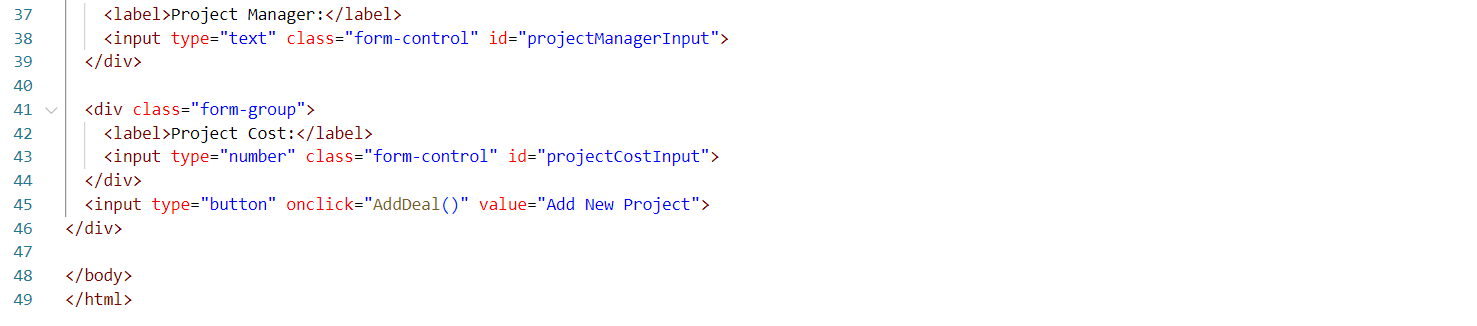 37 <label>Project Manager:</label>
38 <input type="text" class="form-control" id="projectManagerInput">
39 </div>
40
41 <div class="form-group">
42 <label>Project Cost:</label>
43 <input type="number" class="form-control" id="projectCostInput">
44 </div>
45 <input type="button" onclick="AddDeal()" value="Add New Project">
46 </div>
47
48 </body>
49 </html>